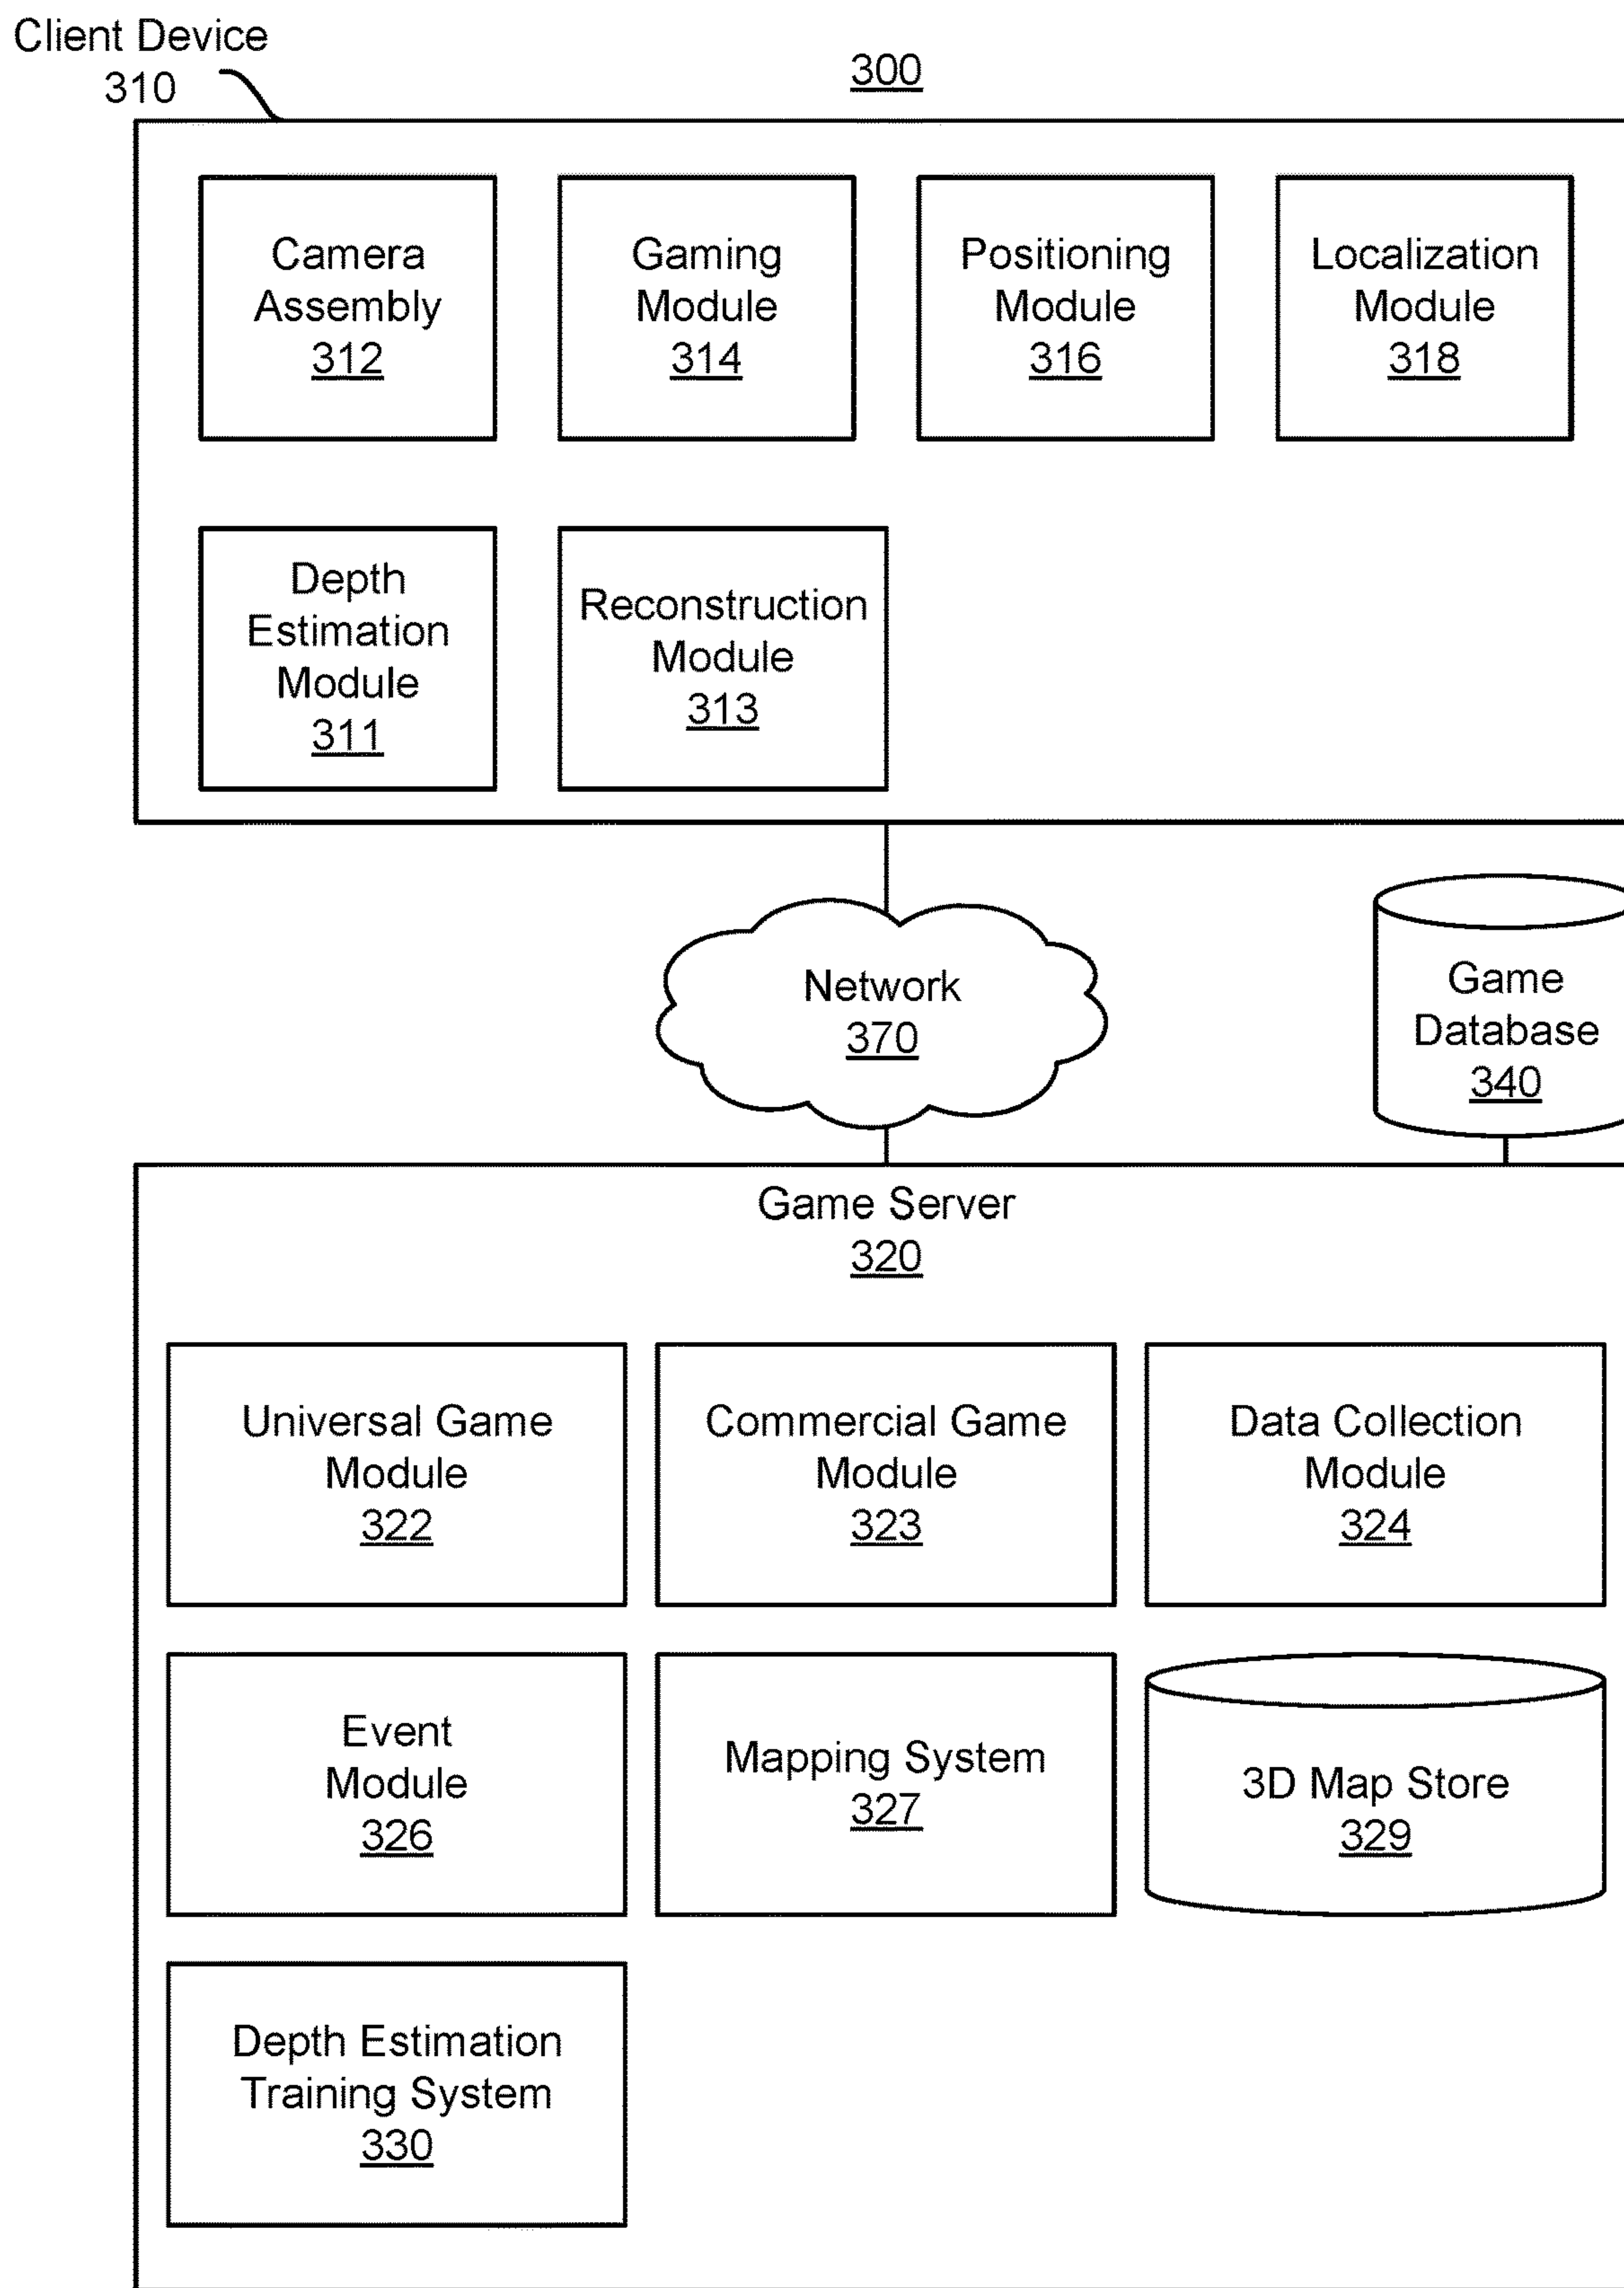 Client Device
310
300
Camera
Assembly
312
Gaming
Module
314
Positioning
Module
316
Localization
Module
318
Depth
Estimation
Module
311
Reconstruction
Module
313
Network
370
Game
Database
340
Game Server
320
Universal Game
Module
322
Commercial Game
Module
323
Data Collection
Module
324
Event
Module
326
Mapping System
327
3D Map Store
329
Depth Estimation
Training System
330